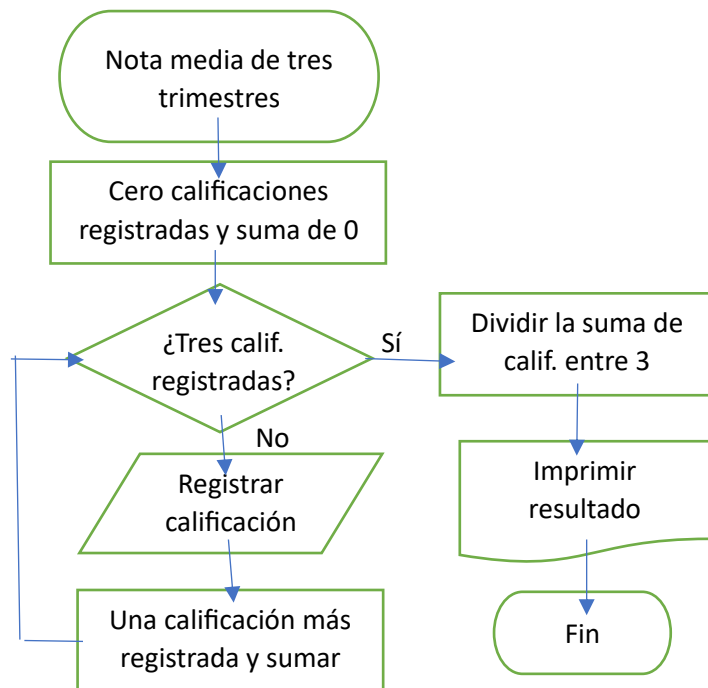 Nota media de tres
trimestres
Cero calificaciones
registradas y suma de 0
¿Tres calif.
registradas?
Sí
No
Registrar
calificación
Una calificación más
registrada y sumar
Dividir la suma de
calif. entre 3
Imprimir
resultado
Fin